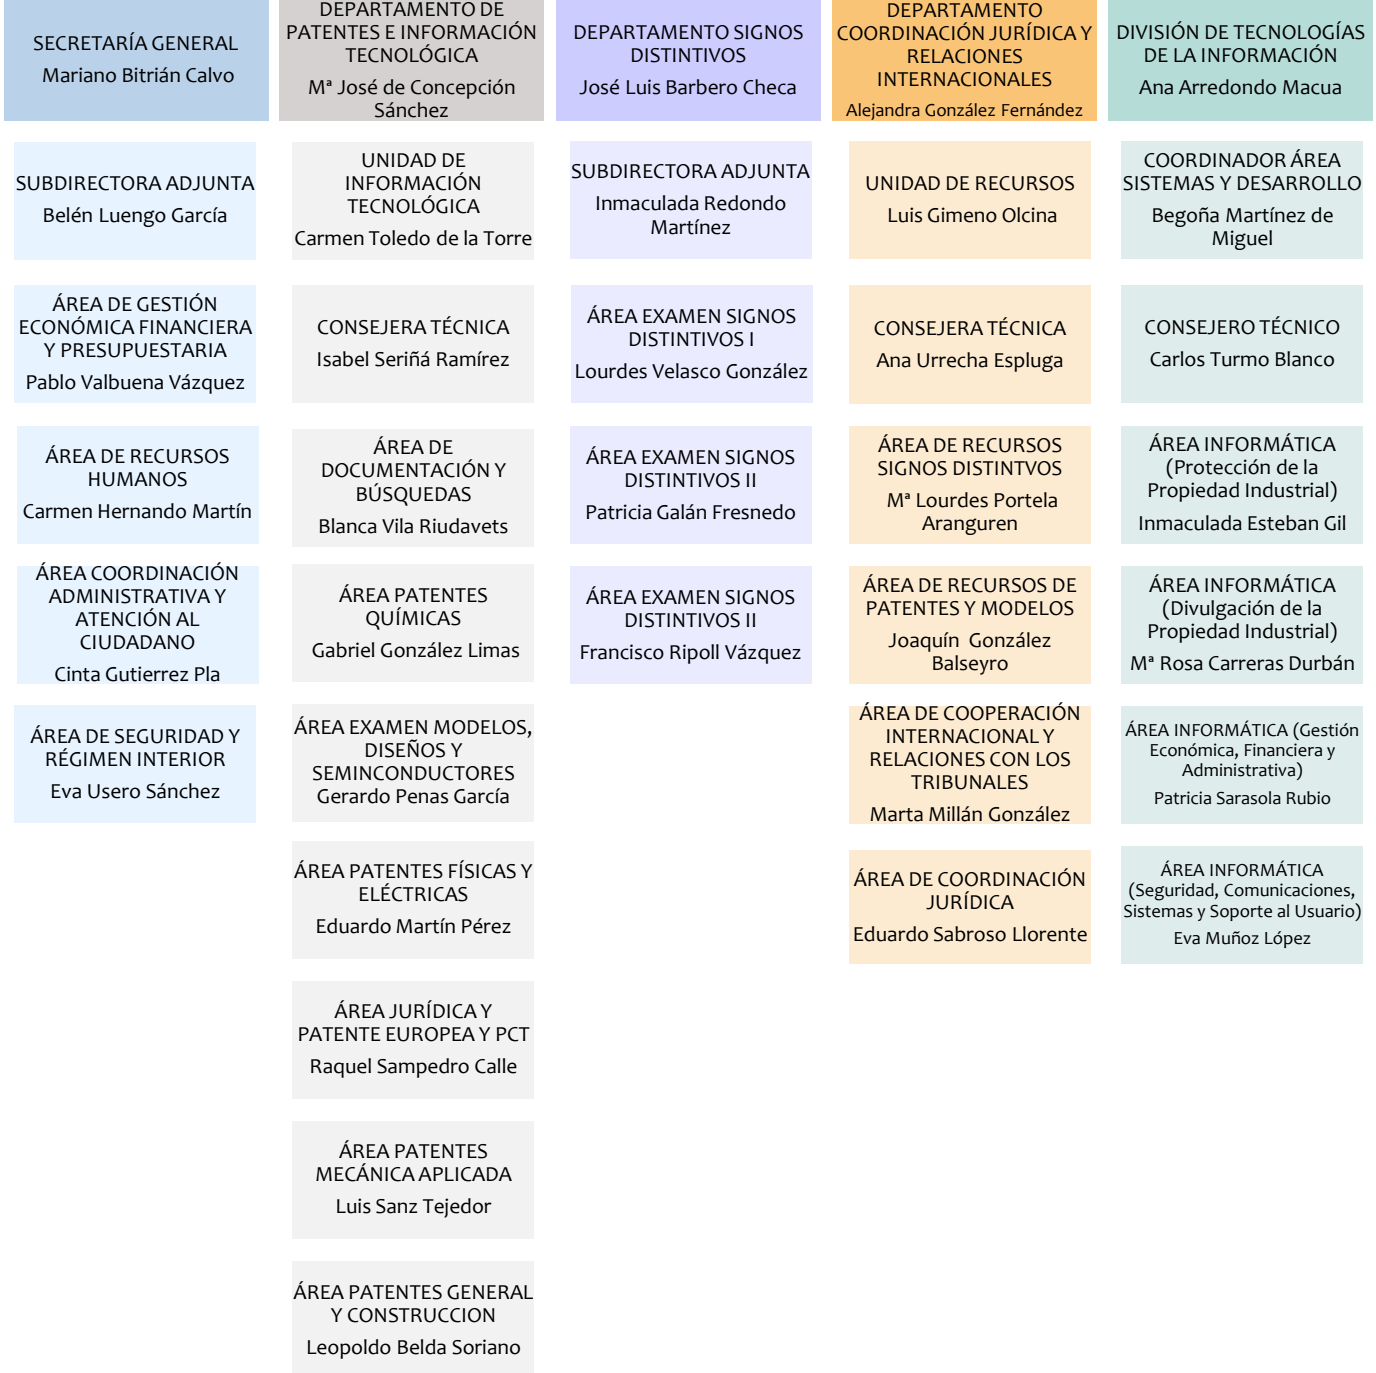 SECRETARÍA GENERAL
Mariano Bitrián Calvo
SUBDIRECTORA ADJUNTA
Belén Luengo García
ÁREA DE GESTIÓN
ECONÓMICA FINANCIERA
Y PRESUPUESTARIA
Pablo Valbuena Vázquez
ÁREA DE RECURSOS
HUMANOS
Carmen Hernando Martín
ÁREA COORDINACIÓN
ADMINISTRATIVA Y
ATENCIÓN AL
CIUDADANO
Cinta Gutierrez Pla
ÁREA DE SEGURIDAD Y
RÉGIMEN INTERIOR
Eva Usero Sánchez
DEPARTAMENTO DE
PATENTES E INFORMACIÓN
TECNOLÓGICA
Mª José de Concepción
Sánchez
UNIDAD DE
INFORMACIÓN
TECNOLÓGICA
Carmen Toledo de la Torre
CONSEJERA TÉCNICA
Isabel Seriñá Ramírez
ÁREA DE
DOCUMENTACIÓN Y
BÚSQUEDAS
Blanca Vila Riudavets
ÁREA PATENTES
QUÍMICAS
Gabriel González Limas
ÁREA EXAMEN MODELOS,
DISEÑOS Y
SEMINCONDUCTORES
Gerardo Penas García
ÁREA PATENTES FÍSICAS Y
ELÉCTRICAS
Eduardo Martín Pérez
ÁREA JURÍDICA Y
PATENTE EUROPEA Y PCT
Raquel Sampedro Calle
ÁREA PATENTES
MECÁNICA APLICADA
Luis Sanz Tejedor
ÁREA PATENTES GENERAL
Y CONSTRUCCION
Leopoldo Belda Soriano
DEPARTAMENTO SIGNOS
DISTINTIVOS
José Luis Barbero Checa
SUBDIRECTORA ADJUNTA
Inmaculada Redondo
Martínez
ÁREA EXAMEN SIGNOS
DISTINTIVOS I
Lourdes Velasco González
ÁREA EXAMEN SIGNOS
DISTINTIVOS II
Patricia Galán Fresnedo
ÁREA EXAMEN SIGNOS
DISTINTIVOS II
Francisco Ripoll Vázquez
DEPARTAMENTO
COORDINACIÓN JURÍDICA Y
RELACIONES
INTERNACIONALES
Alejandra González Fernández
UNIDAD DE RECURSOS
Luis Gimeno Olcina
CONSEJERA TÉCNICA
Ana Urrecha Espluga
ÁREA DE RECURSOS
SIGNOS DISTINTVOS
Mª Lourdes Portela
Aranguren
ÁREA DE RECURSOS DE
PATENTES Y MODELOS
Joaquín González
Balseyro
ÁREA DE COOPERACIÓN
INTERNACIONAL Y
RELACIONES CON LOS
TRIBUNALES
Marta Millán González
ÁREA DE COORDINACIÓN
JURÍDICA
Eduardo Sabroso Llorente
DIVISIÓN DE TECNOLOGÍAS
DE LA INFORMACIÓN
Ana Arredondo Macua
COORDINADOR ÁREA
SISTEMAS Y DESARROLLO
Begoña Martínez de
Miguel
CONSEJERO TÉCNICO
Carlos Turmo Blanco
ÁREA INFORMÁTICA
(Protección de la
Propiedad Industrial)
Inmaculada Esteban Gil
ÁREA INFORMÁTICA
(Divulgación de la
Propiedad Industrial)
Mª Rosa Carreras Durbán
ÁREA INFORMÁTICA (Gestión
Económica, Financiera y
Administrativa)
Patricia Sarasola Rubio
ÁREA INFORMÁTICA
(Seguridad, Comunicaciones,
Sistemas y Soporte al Usuario)
Eva Muñoz López